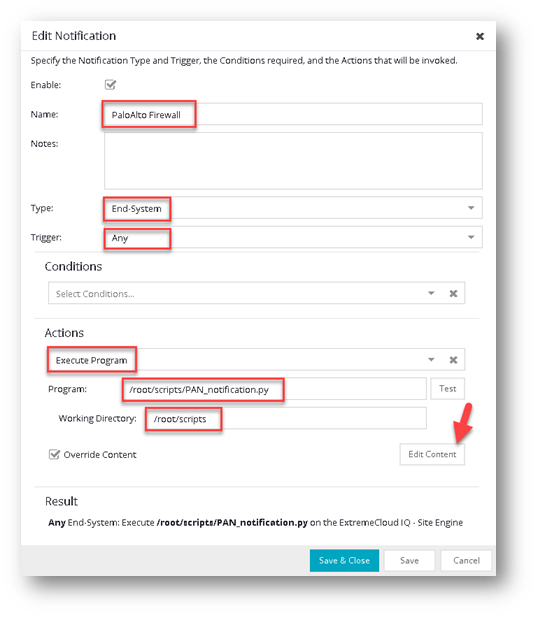 Edit Notification
Specify the Notification Type and Trigger, the Conditions required, and the Actions that will be invoked.
Enable:
Name: PaloAlto Firewall
Notes:
Type: End-System
Trigger: Any
Conditions
Select Conditions...
Actions
Execute Program
Program: /root/scripts/PAN_notification.py Test
Working Directory: /root/scripts
Override Content Edit Content
Result
Any End-System: Execute /root/scripts/PAN_notification.py on the ExtremeCloud IQ - Site Engine
Save & Close Save Cancel